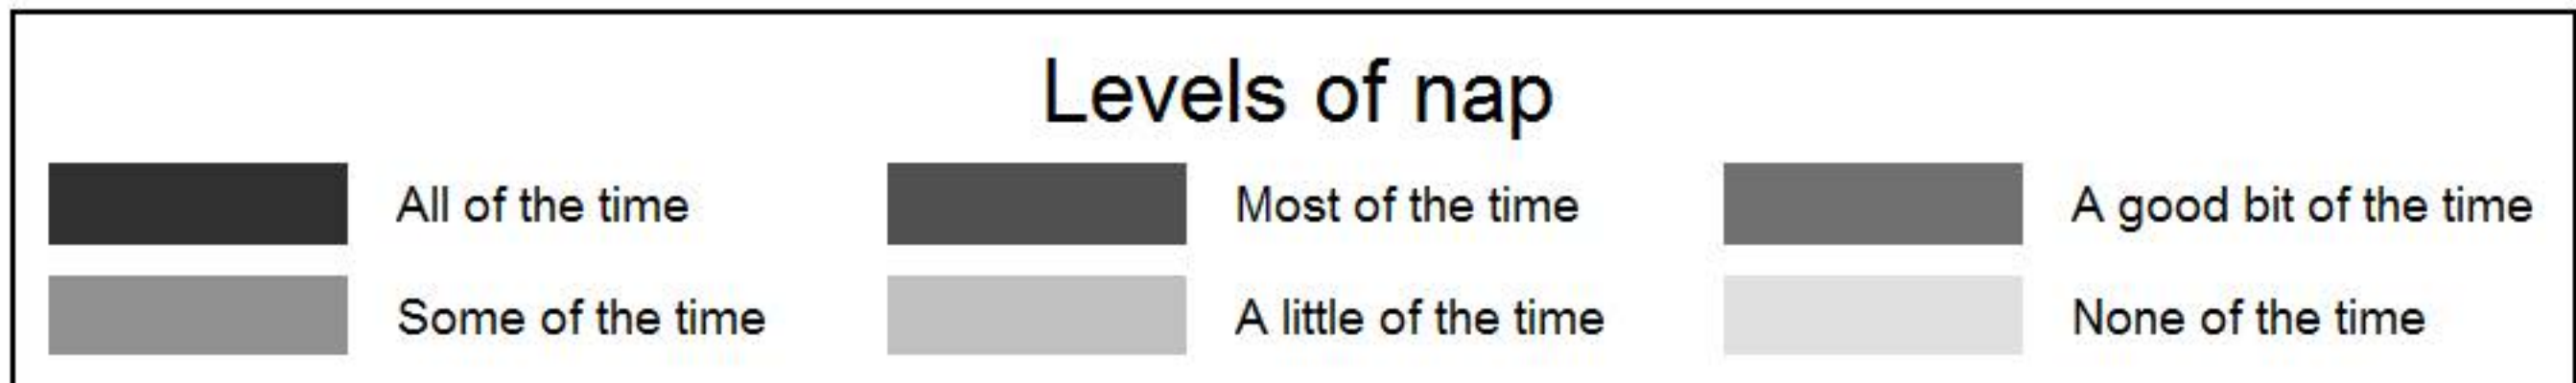 Levels of nap
All of the time Most of the time A good bit of the time
Some of the time A little of the time None of the time